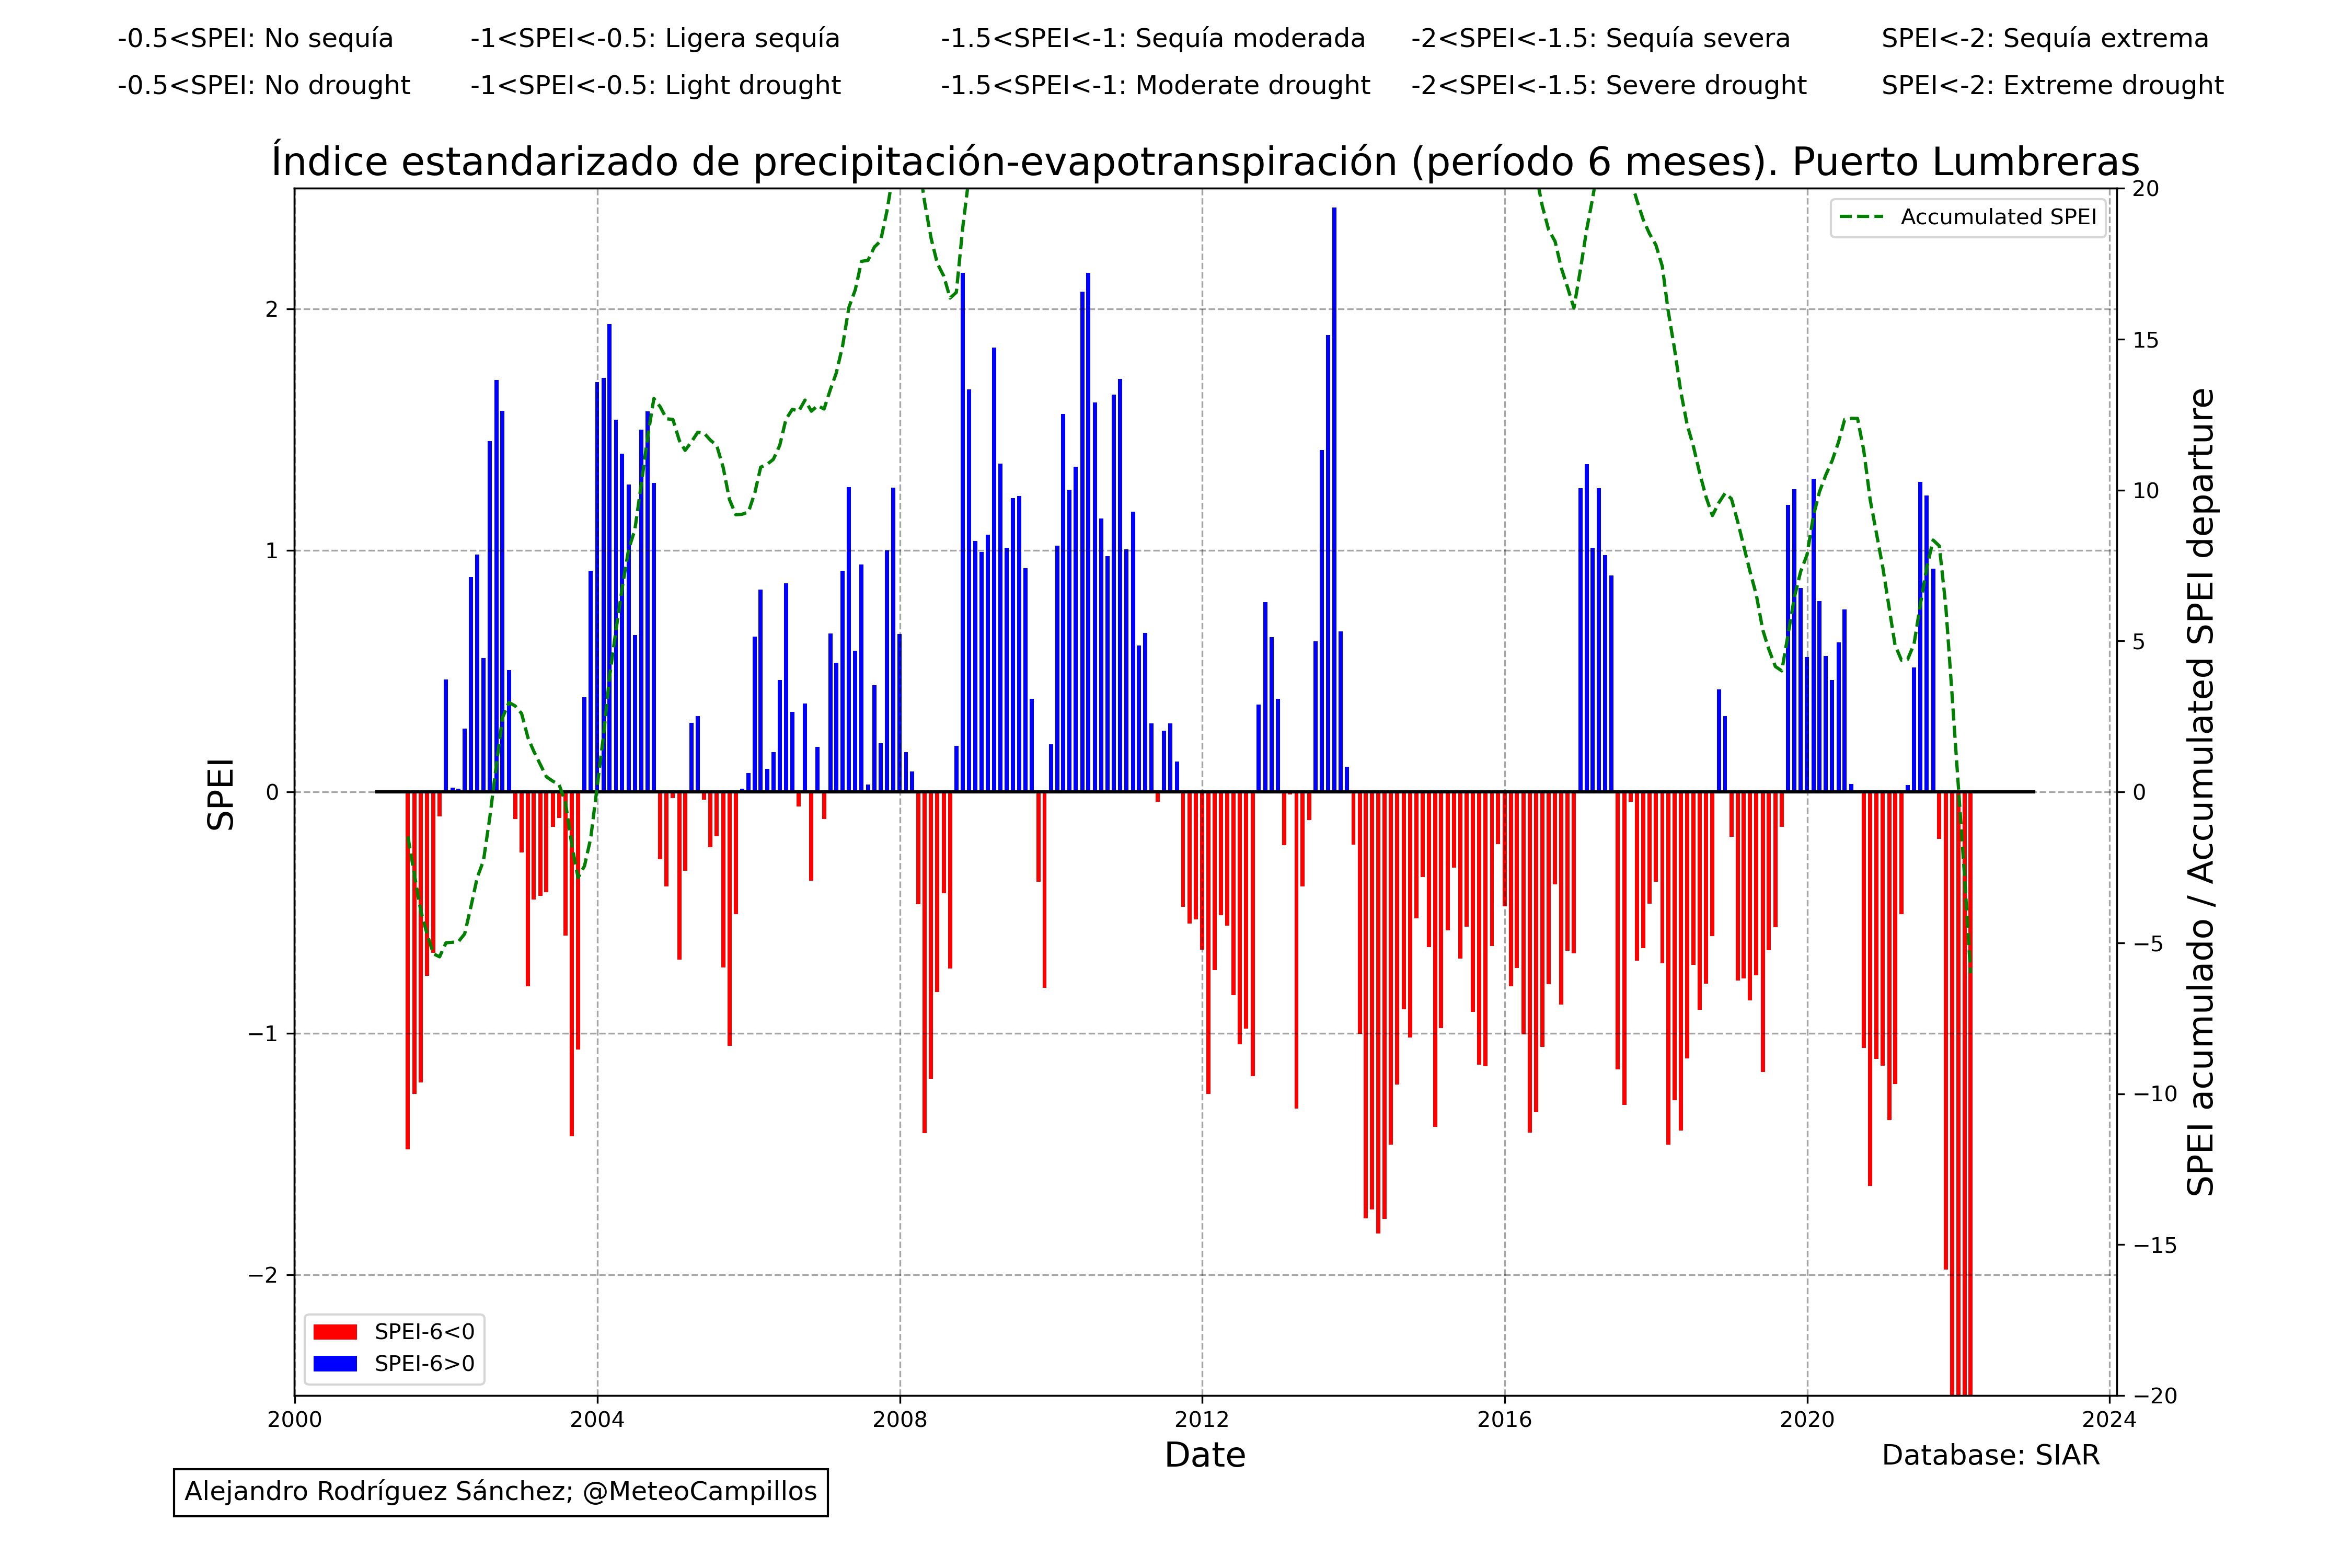 -0.5<SPEI: No sequía -1<SPEI<-0.5: Ligera sequía -1.5<SPEI<-1: Sequía moderada -2<SPEI<-1.5: Sequía severa SPEI<-2: Sequía extrema
-0.5<SPEI: No drought -1<SPEI<-0.5: Light drought -1.5<SPEI<-1: Moderate drought -2<SPEI<-1.5: Severe drought SPEI<-2: Extreme drought
Índice estandarizado de precipitación-evapotranspiración (período 6 meses). Puerto Lumbreras
Accumulated SPEI
2
1
0
−1
−2
SPEI
20
15
10
5
0
−5
−10
−15
−20
SPEI acumulado / Accumulated SPEI departure
SPEI-6<0
SPEI-6>0
2000 2004 2008 2012 2016 2020 2024
Date
Database: SIAR
Alejandro Rodríguez Sánchez; @MeteoCampillos